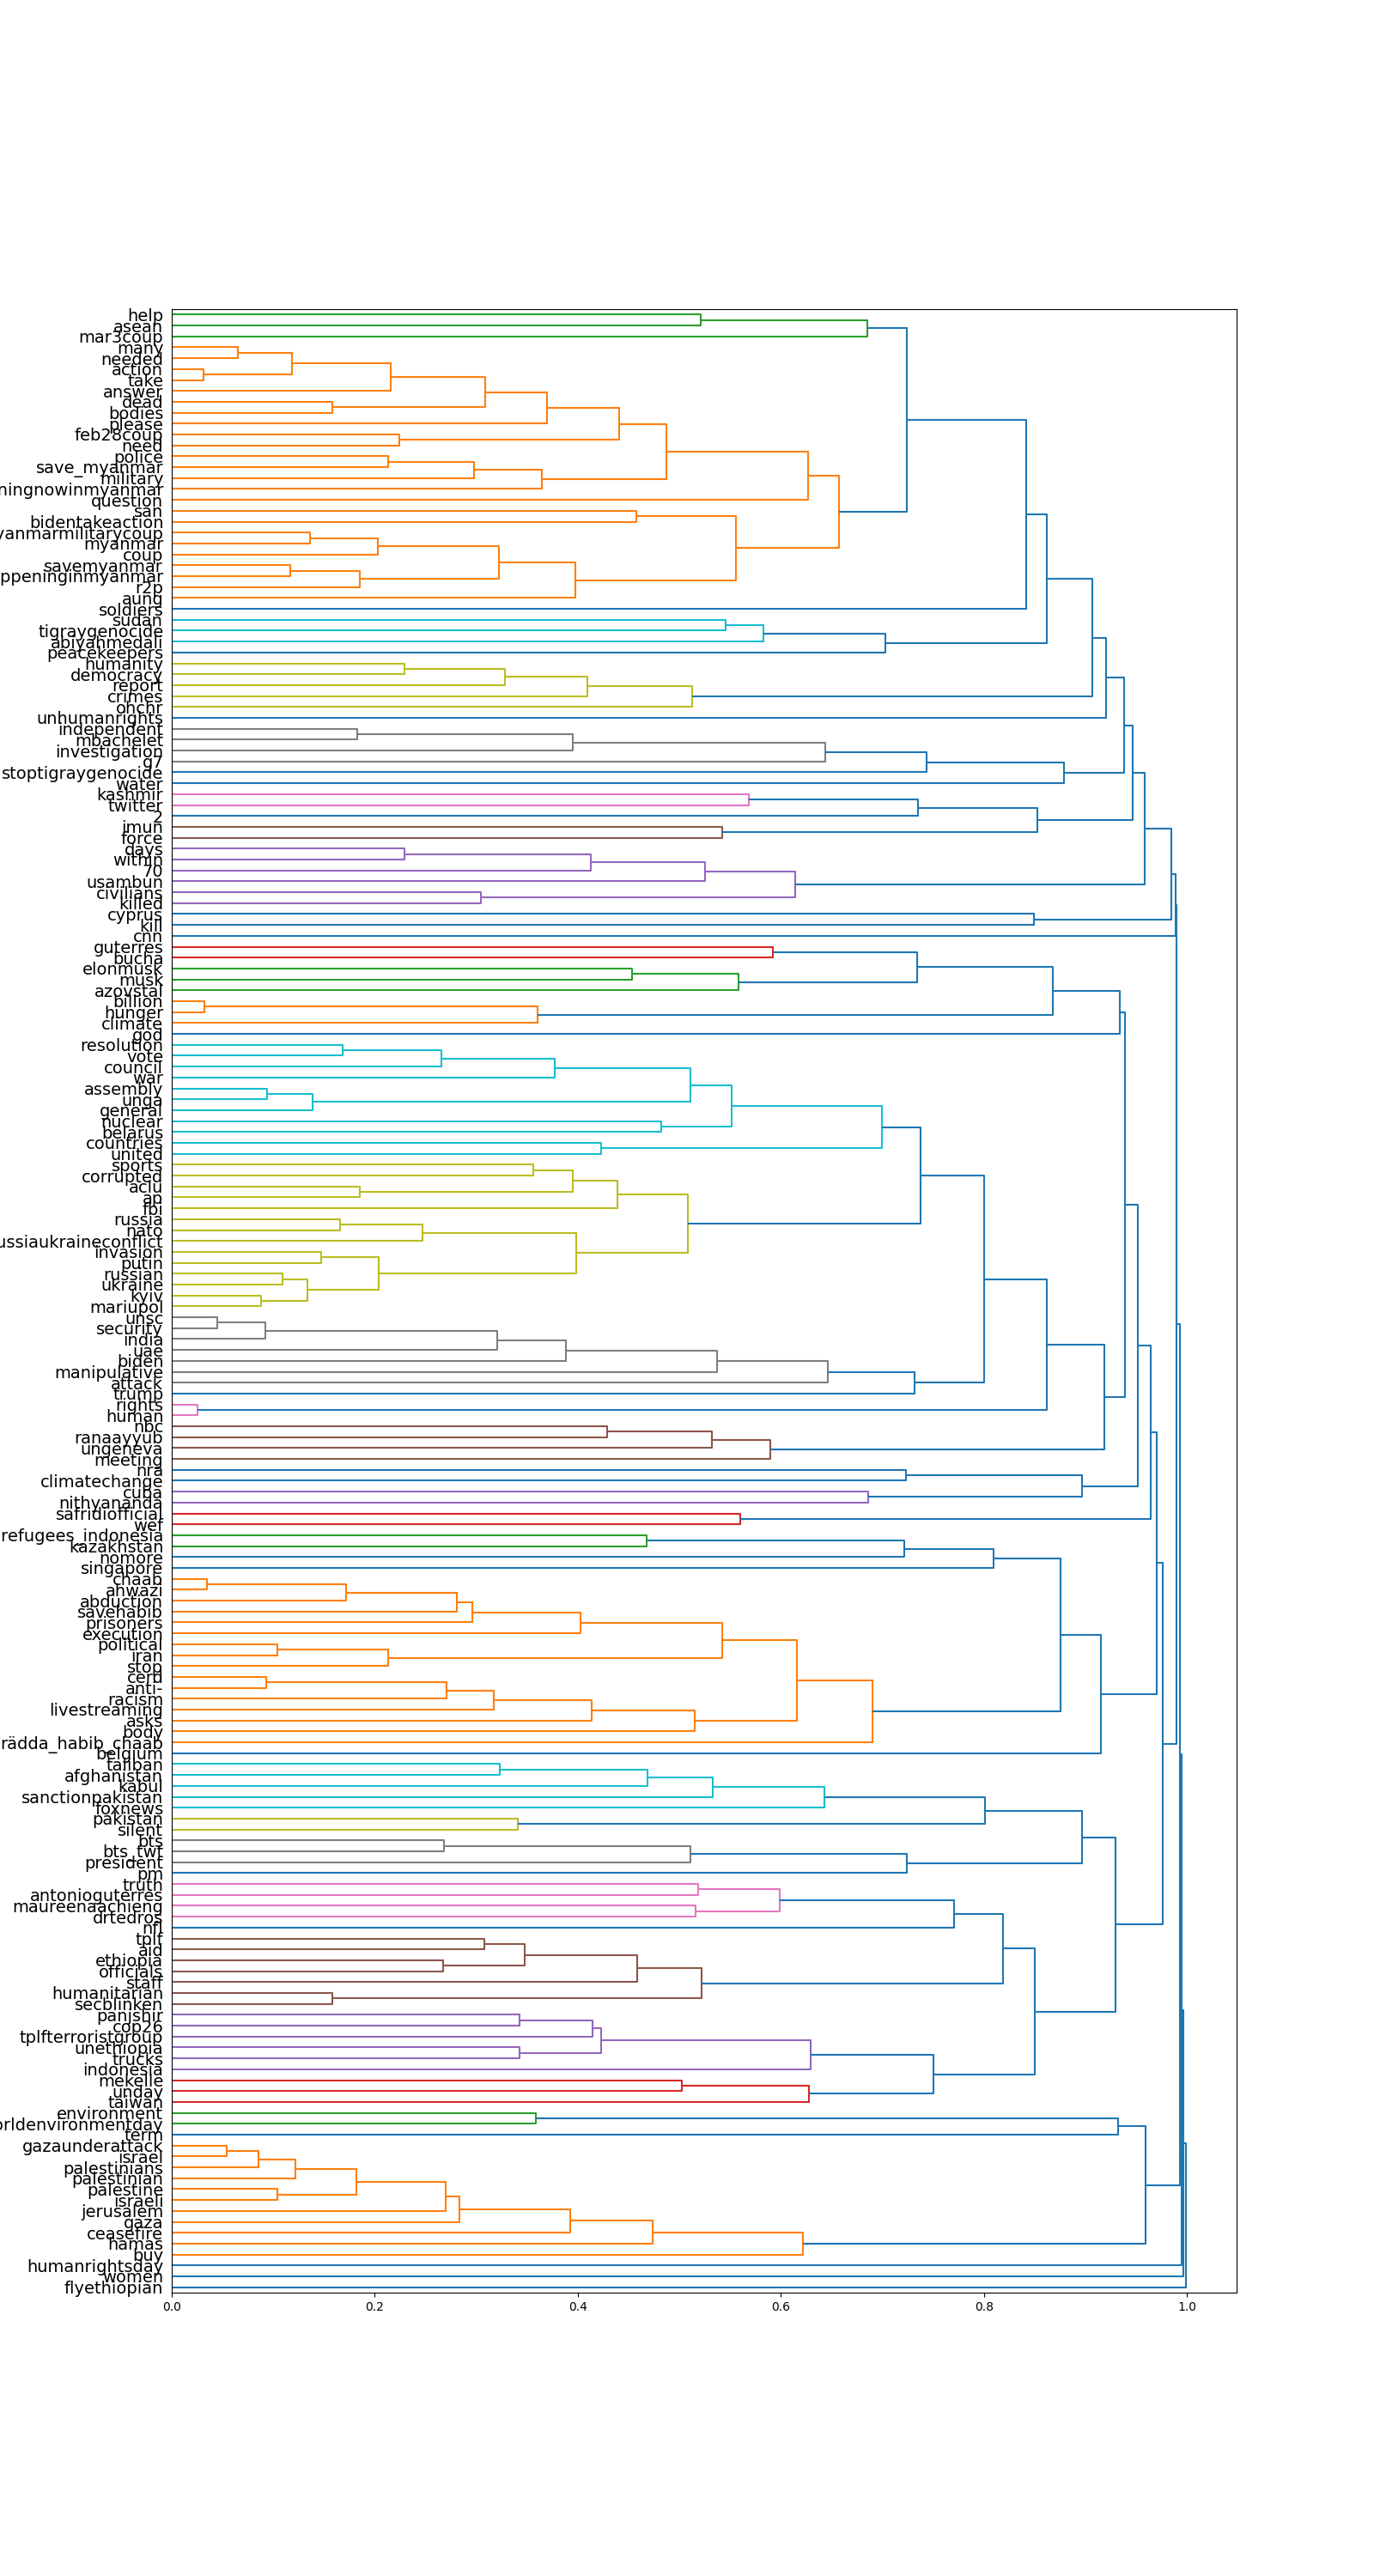 help
asean
mar3coup
many
needed
action
take
answer
dead
bodies
please
feb28coup
need
police
save_myanmar
military
ningnowinmyanmar
question
san
bidentakeaction
yanmarmilitarycoup
myanmar
coup
savemyanmar
ppeninginmyanmar
r2p
aung
soldiers
sudan
tigraygenocide
abiyahmedali
peacekeepers
humanity
democracy
report
crimes
ohchr
unhumanrights
independent
mbachelet
investigation
g7
stoptigraygenocide
water
kashmir
twitter
2
imun
force
days
within
70
usambun
civilians
killed
cyprus
kill
cnn
guterres
bucha
elonmusk
musk
azovstal
billion
hunger
climate
god
resolution
vote
council
war
assembly
unga
general
nuclear
belarus
countries
united
sports
corrupted
aclu
ap
fbi
russia
nato
ussiaukraineconflict
invasion
putin
russian
ukraine
kyiv
mariupol
unsc
security
india
uae
biden
manipulative
attack
trump
rights
human
nbc
ranaayyub
ungeneva
meeting
nra
climatechange
cuba
nithyananda
safridiofficial
wef
refugees_indonesia
kazakhstan
nomore
singapore
chaab
ahwazi
abduction
savehabib
prisoners
execution
political
iran
stop
cerd
anti-
racism
livestreaming
asks
body
rädda_habib_chaab
belgium
taliban
afghanistan
kabul
sanctionpakistan
foxnews
pakistan
silent
bts
bts_twt
president
pm
truth
antonioguterres
maureenaachieng
drtedros
nfl
tplf
aid
ethiopia
officials
staff
humanitarian
secblinken
panjshir
cop26
tplfterroristgroup
unethiopia
trucks
indonesia
mekelle
unday
taiwan
environment
orldenvironmentday
term
gazaunderattack
israel
palestinians
palestinian
palestine
israeli
jerusalem
gaza
ceasefire
hamas
buy
humanrightsday
women
flyethiopian
0.0 0.2 0.4 0.6 0.8 1.0